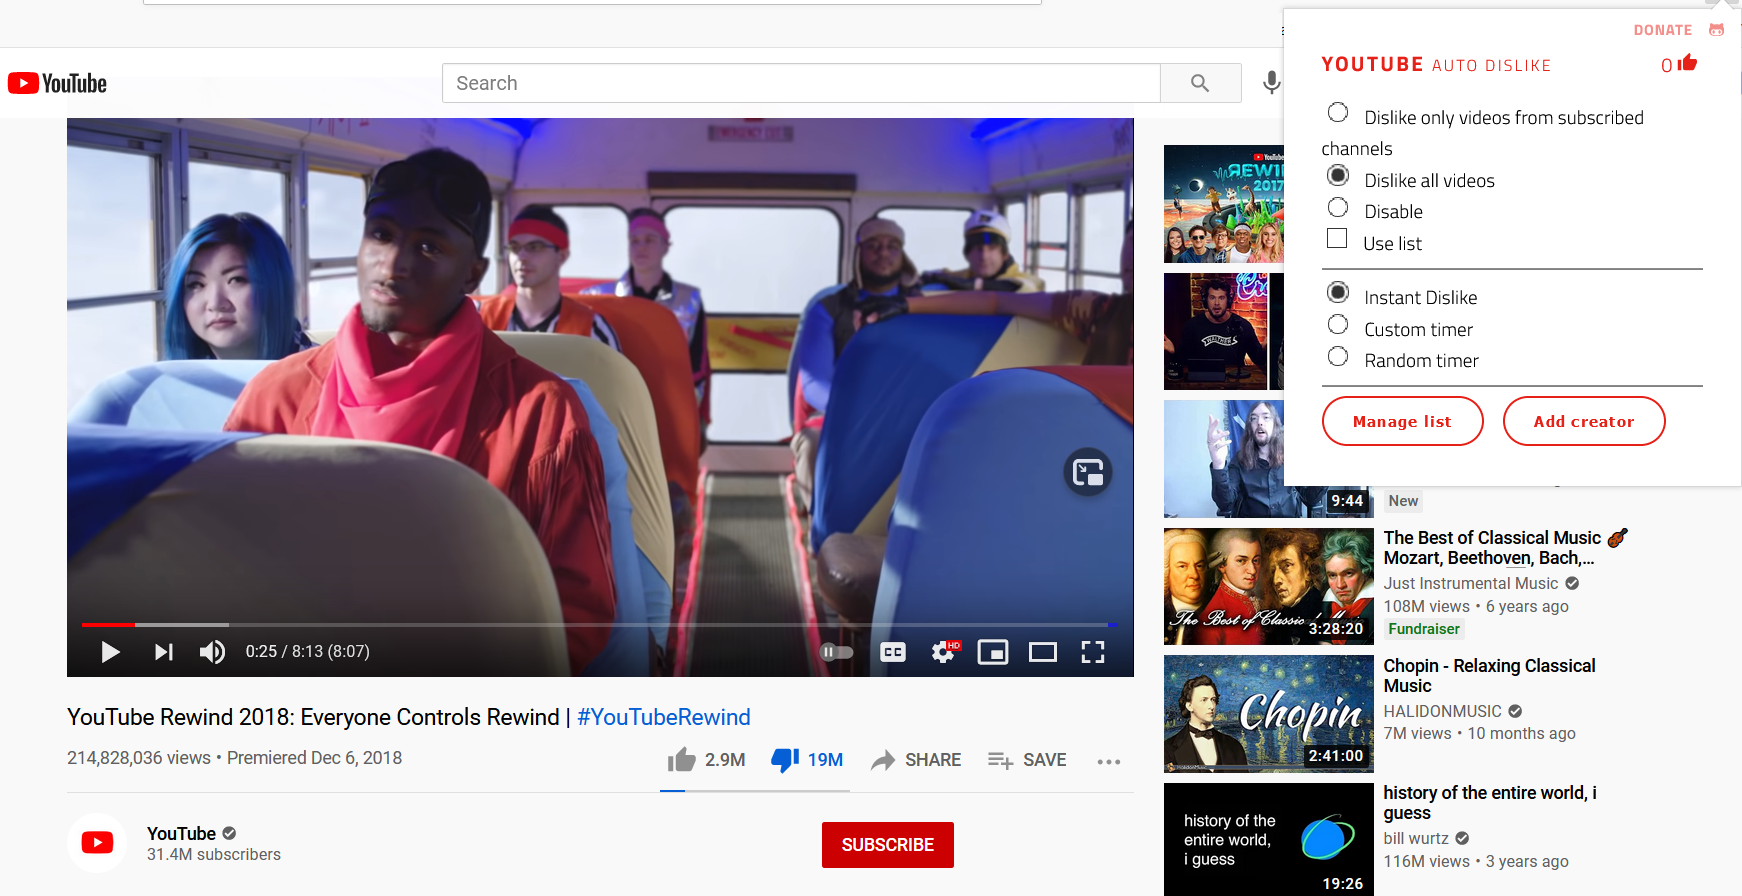 YouTube
Search
DONATE
YOUTUBE AUTO DISLIKE
0
Dislike only videos from subscribed
channels
Dislike all videos
Disable
Use list
Instant Dislike
Custom timer
Random timer
Manage list
Add creator
EMERGENCY EXIT
CC
HD
0:25 / 8:13 (8:07)
YouTube Rewind 2018: Everyone Controls Rewind | #YouTubeRewind
214,828,036 views • Premiered Dec 6, 2018
2.9M
19M
SHARE
SAVE
YouTube
31.4M subscribers
SUBSCRIBE
YouTube
REWI
2017
9:44
New
The Best of Classic
3:28:20
The Best of Classical Music
Mozart, Beethoven, Bach,...
Just Instrumental Music
108M views • 6 years ago
Fundraiser
Chopin
2:41:00
Chopin - Relaxing Classical
Music
HALIDONMUSIC
7M views • 10 months ago
history of the
entire world,
i guess
19:26
history of the entire world, i
guess
bill wurtz
116M views • 3 years ago